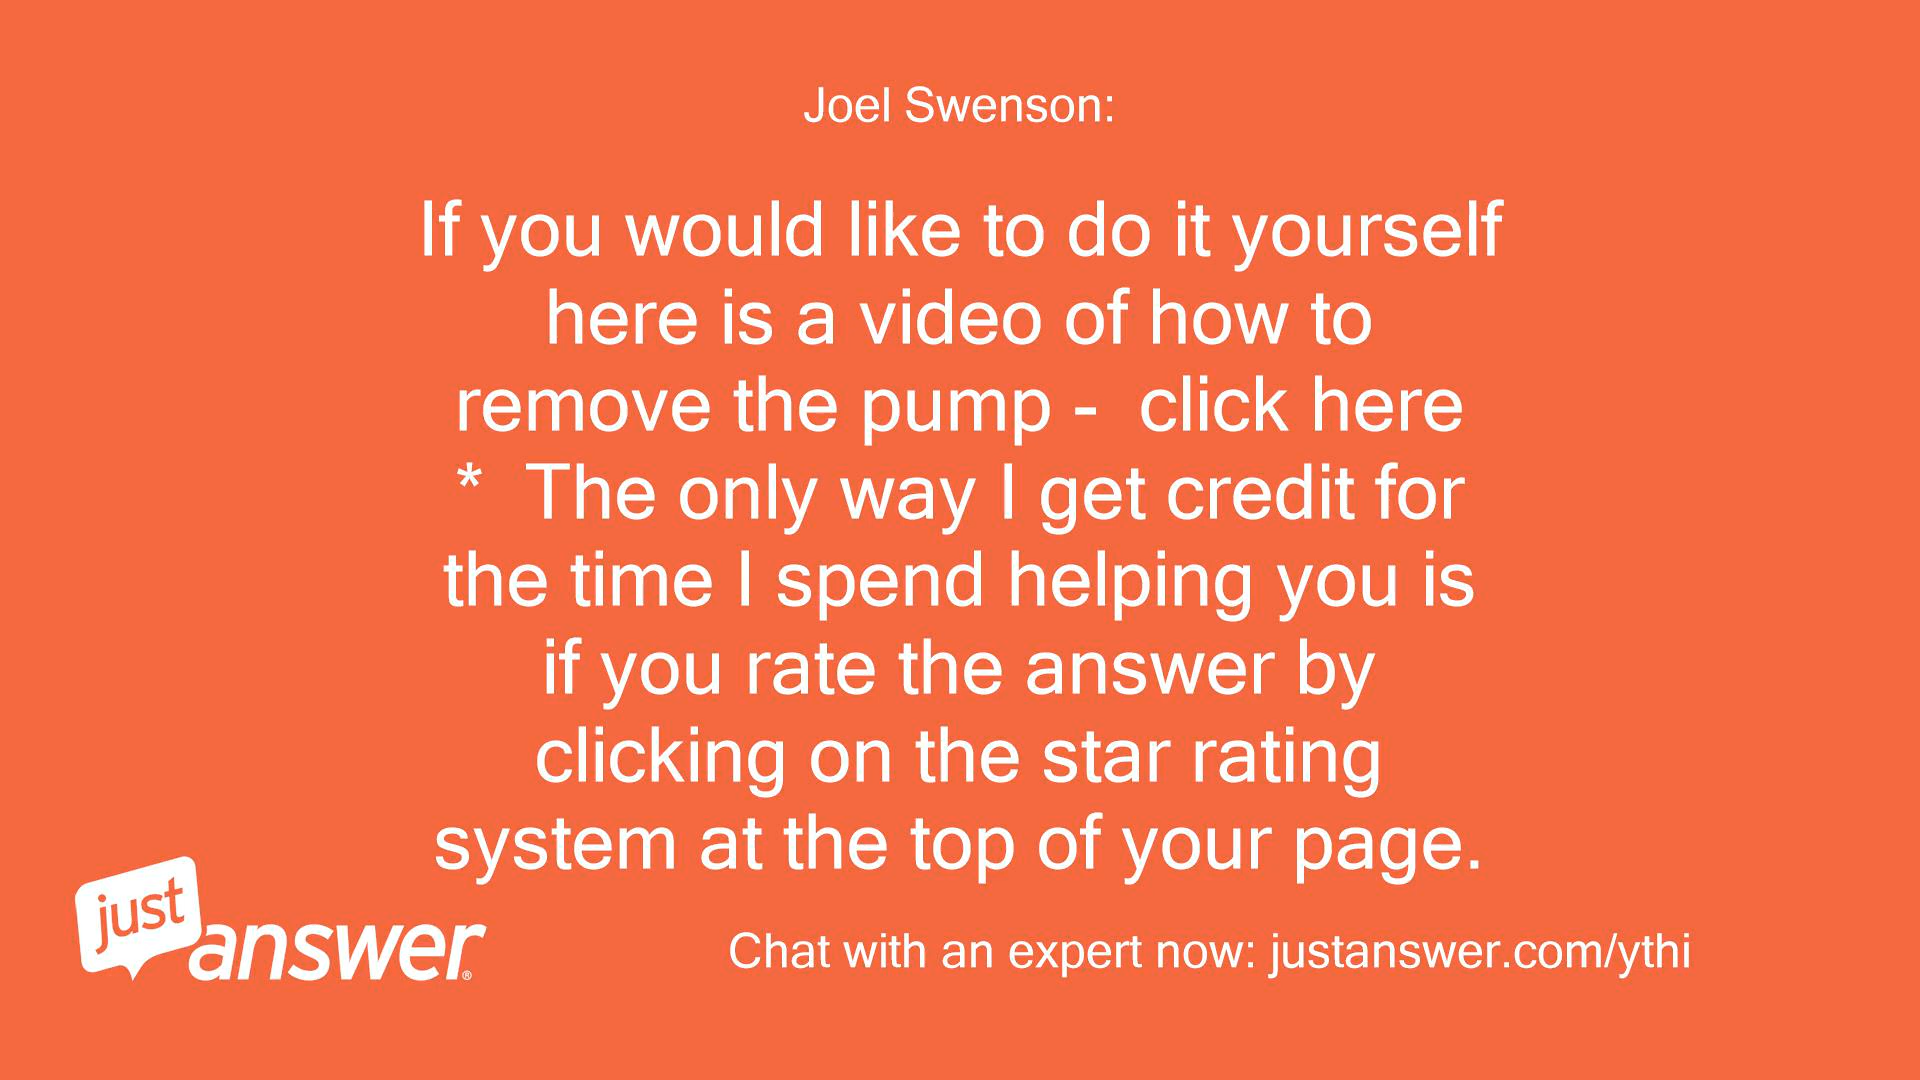 Joel Swenson:
If you would like to do it yourself
here is a video of how to
remove the pump -  click here
*  The only way I get credit for
the time I spend helping you is
if you rate the answer by
clicking on the star rating
system at the top of your page.
just
answer®
Chat with an expert now: justanswer.com/ythi